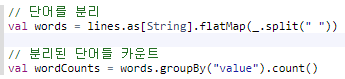 // 단어를 분리
val words = lines.as[String].flatMap(_.split(" "))
// 분리된 단어들 카운트
val wordCounts = words.groupBy("value").count()